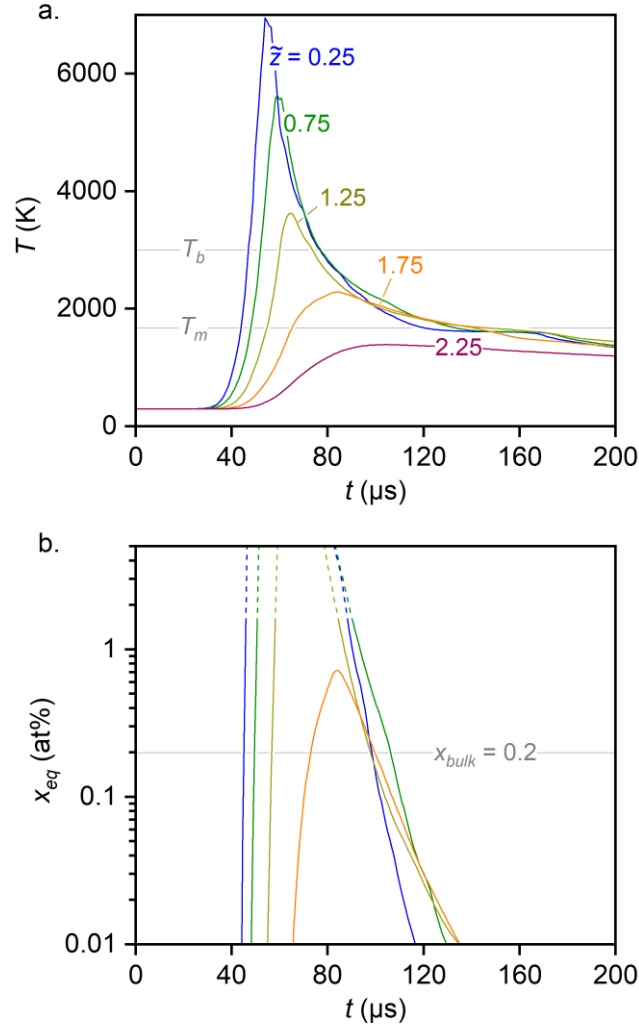 a.
6000
4000
2000
0
T (K)
z̃ = 0.25
0.75
1.25
1.75
2.25
T_b
T_m
0 40 80 120 160 200
t (µs)
b.
1
0.1
0.01
x_eq (at%)
x_bulk = 0.2
0 40 80 120 160 200
t (µs)